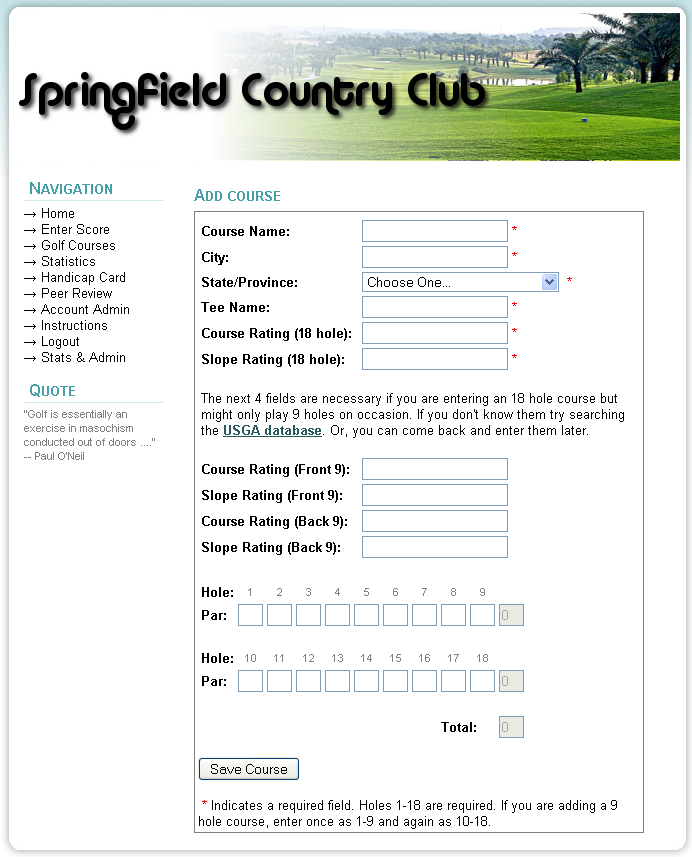 Springfield Country Club
Navigation
→ Home
→ Enter Score
→ Golf Courses
→ Statistics
→ Handicap Card
→ Peer Review
→ Account Admin
→ Instructions
→ Logout
→ Stats & Admin
Quote
"Golf is essentially an
exercise in masochism
conducted out of doors ...."
-- Paul O'Neil
Add course
Course Name: *
City: *
State/Province: Choose One... *
Tee Name: *
Course Rating (18 hole): *
Slope Rating (18 hole): *
The next 4 fields are necessary if you are entering an 18 hole course but
might only play 9 holes on occasion. If you don't know them try searching
the USGA database. Or, you can come back and enter them later.
Course Rating (Front 9):
Slope Rating (Front 9):
Course Rating (Back 9):
Slope Rating (Back 9):
Hole: 1 2 3 4 5 6 7 8 9
Par: 0
Hole: 10 11 12 13 14 15 16 17 18
Par: 0
Total: 0
Save Course
* Indicates a required field. Holes 1-18 are required. If you are adding a 9
hole course, enter once as 1-9 and again as 10-18.